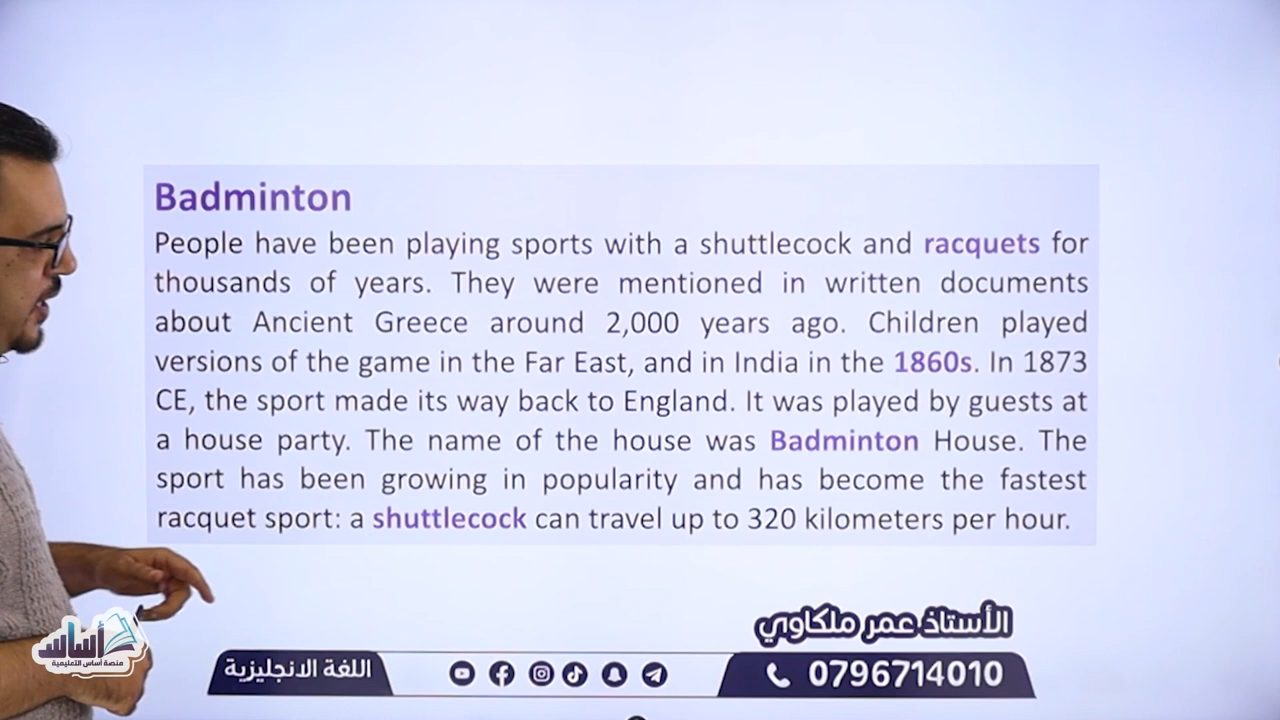 Badminton
People have been playing sports with a shuttlecock and racquets for
thousands of years. They were mentioned in written documents
about Ancient Greece around 2,000 years ago. Children played
versions of the game in the Far East, and in India in the 1860s. In 1873
CE, the sport made its way back to England. It was played by guests at
a house party. The name of the house was Badminton House. The
sport has been growing in popularity and has become the fastest
racquet sport: a shuttlecock can travel up to 320 kilometers per hour.
الأستاذ عمر ملكاوي
0796714010
اللغة الانجليزية
أساس
منصة أساس التعليمية